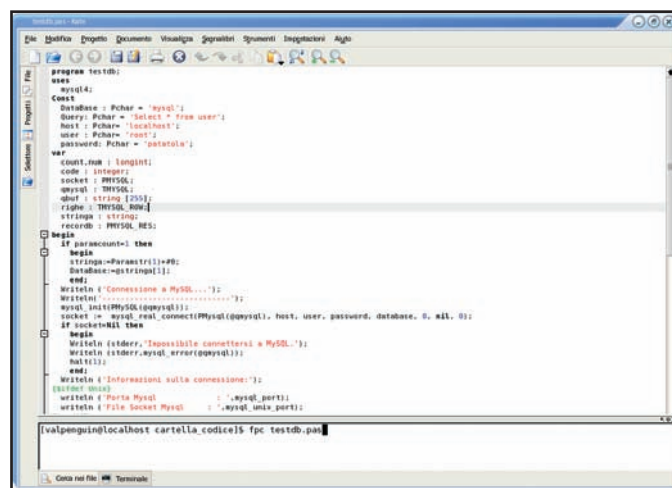 testdb.pas - Kate
File Modifica Progetto Documento Visualizza Segnalibri Strumenti Impostazioni Aiuto
File
Progetti
Selettore
program testdb;
uses
mysql4;
Const
DataBase : Pchar = 'mysql';
Query: Pchar = 'Select * from user';
host : Pchar= 'localhost';
user : Pchar= 'root';
password: Pchar= 'patatola';
var
count,num : longint;
code : integer;
socket : PMYSQL;
qmysql : TMYSQL;
qbuf : string [255];
righe : TMYSQL_ROW;
stringa : string;
recordb : PMYSQL_RES;
begin
if paramcount=1 then
begin
stringa:=Paramstr(1)+#0;
DataBase:=@stringa[1];
end;
Writeln ('Connessione a MySQL...');
Writeln('---------------------------');
mysql_init(PMySQL(@qmysql));
socket := mysql_real_connect(PMysql(@qmysql), host, user, password, database, 0, nil, 0);
if socket=Nil then
begin
Writeln (stderr,'Impossibile connettersi a MySQL.');
Writeln (stderr,mysql_error(@qmysql));
halt(1);
end;
Writeln ('Informazioni sulla connessione:');
{$ifdef Unix}
writeln ('Porta Mysql : ',mysql_port);
writeln ('File Socket Mysql : ',mysql_unix_port);
[valpenguin@localhost cartella_codice]$ fpc testdb.pas
Cerca nei file Terminale